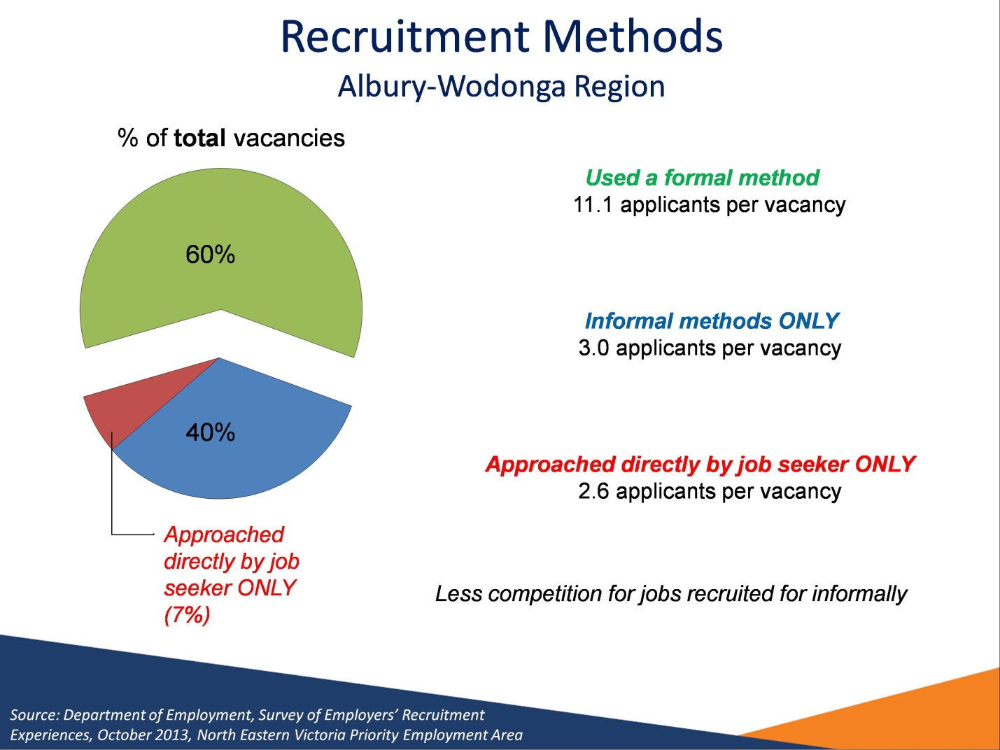 Recruitment Methods
Albury-Wodonga Region
% of total vacancies
60%
40%
Approached
directly by job
seeker ONLY
(7%)
Used a formal method
11.1 applicants per vacancy
Informal methods ONLY
3.0 applicants per vacancy
Approached directly by job seeker ONLY
2.6 applicants per vacancy
Less competition for jobs recruited for informally
Source: Department of Employment, Survey of Employers’ Recruitment
Experiences, October 2013, North Eastern Victoria Priority Employment Area